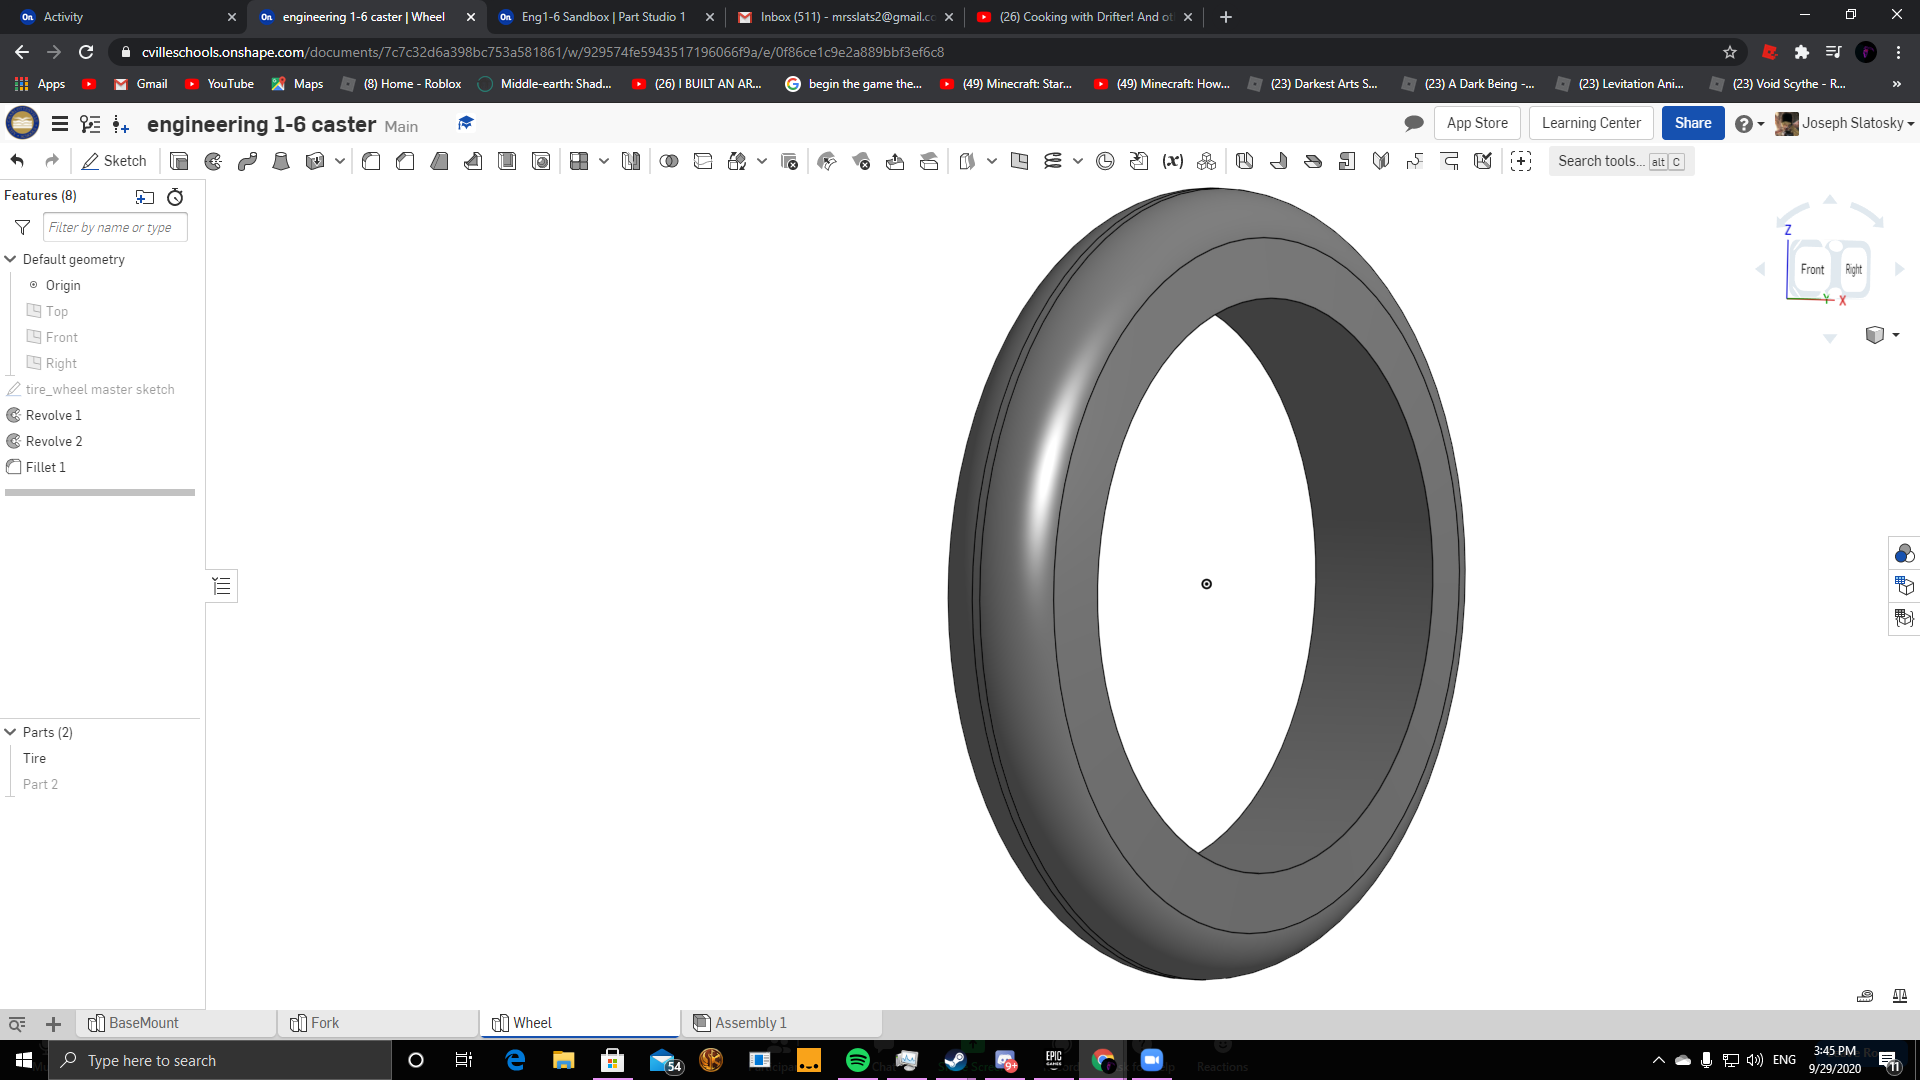 Activity
engineering 1-6 caster | Wheel
Eng1-6 Sandbox | Part Studio 1
Inbox (511) - mrsslats2@gmail.co
(26) Cooking with Drifter! And ot
cvilleschools.onshape.com/documents/7c7c32d6a398bc753a581861/w/929574fe5943517196066f9a/e/0f86ce1c9e2a889bbf3ef6c8
Apps
Gmail
YouTube
Maps
(8) Home - Roblox
Middle-earth: Shad...
(26) I BUILT AN AR...
begin the game the...
(49) Minecraft: Star...
(49) Minecraft: How...
(23) Darkest Arts S...
(23) A Dark Being -...
(23) Levitation Ani...
(23) Void Scythe - R...
»
engineering 1-6 caster Main
App Store
Learning Center
Share
Joseph Slatosky
Sketch
(x)
Search tools... alt C
Features (8)
Filter by name or type
Default geometry
Origin
Top
Front
Right
tire_wheel master sketch
Revolve 1
Revolve 2
Fillet 1
Z
Front
Right
Y
X
Parts (2)
Tire
Part 2
BaseMount
Fork
Wheel
Assembly 1
Type here to search
54
EPIC
GAMES
9+
Reactions
ENG
3:45 PM
9/29/2020
11